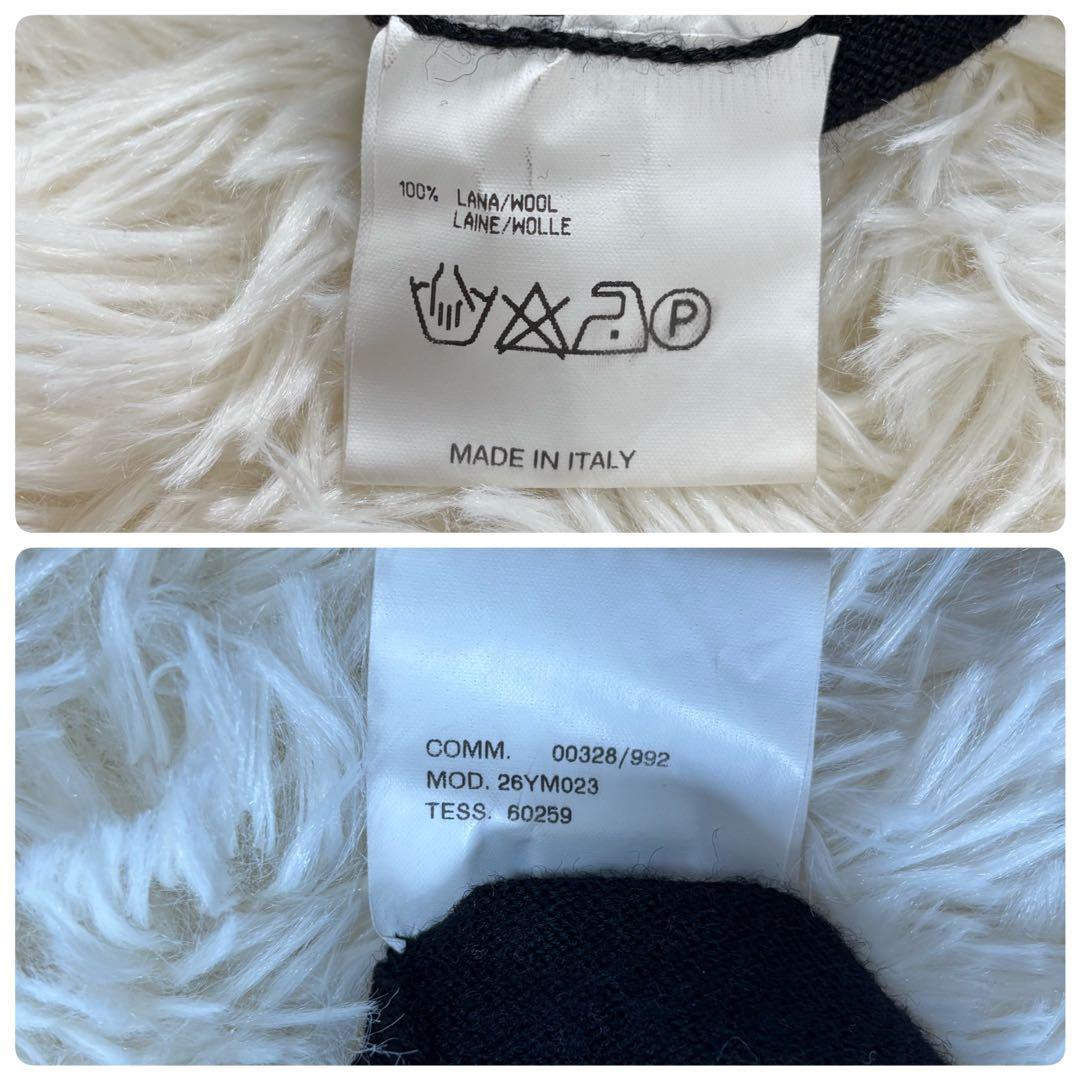 100% LANA/WOOL
LAINE/WOLLE
P
MADE IN ITALY
COMM. 00328/992
MOD. 26YM023
TESS. 60259